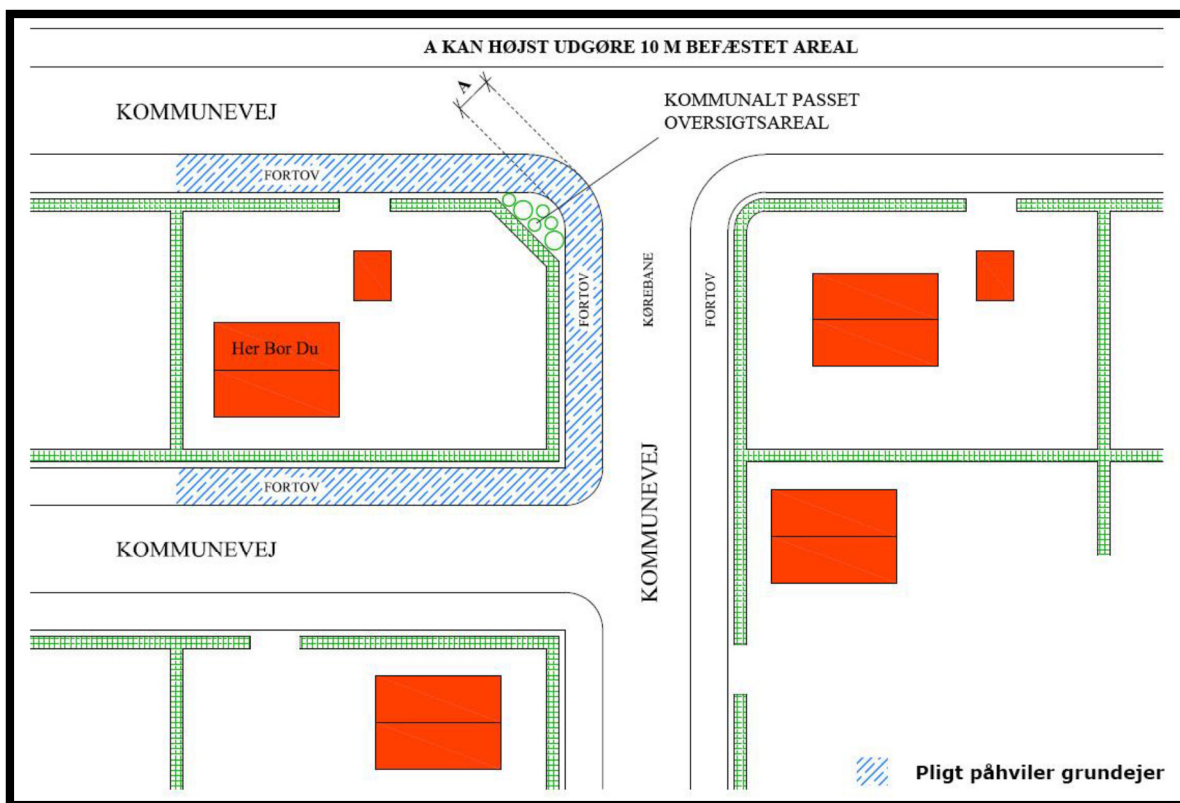 A KAN HØJST UDGØRE 10 M BEFÆSTET AREAL
A
KOMMUNEVEJ
KOMMUNALT PASSET
OVERSIGTSAREAL
FORTOV
FORTOV
KØREBANE
FORTOV
Her Bor Du
FORTOV
KOMMUNEVEJ
KOMMUNEVEJ
Pligt påhviler grundejer